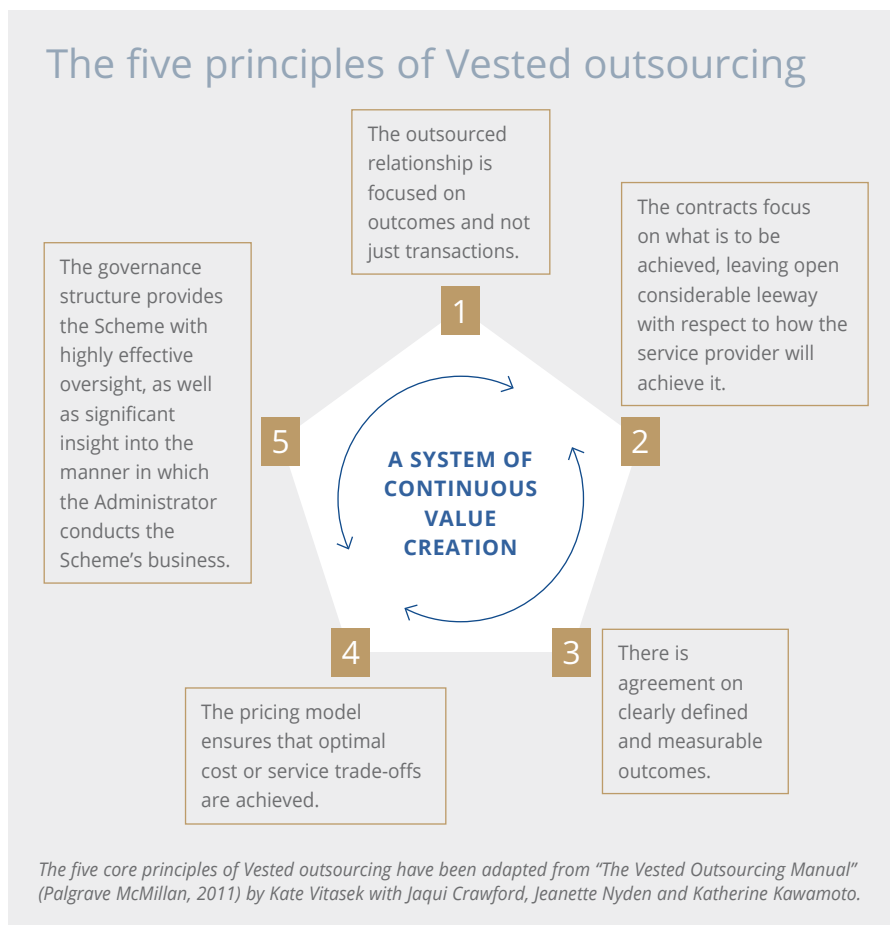 The five principles of Vested outsourcing
The outsourced
relationship is
focused on
outcomes and not
just transactions.
1
The contracts focus
on what is to be
achieved, leaving open
considerable leeway
with respect to how the
service provider will
achieve it.
2
There is
agreement on
clearly defined
and measurable
outcomes.
3
The pricing model
ensures that optimal
cost or service trade-offs
are achieved.
4
The governance
structure provides
the Scheme with
highly effective
oversight, as well
as significant
insight into the
manner in which
the Administrator
conducts the
Scheme’s business.
5
A SYSTEM OF
CONTINUOUS
VALUE
CREATION
The five core principles of Vested outsourcing have been adapted from “The Vested Outsourcing Manual”
(Palgrave McMillan, 2011) by Kate Vitasek with Jaqui Crawford, Jeanette Nyden and Katherine Kawamoto.